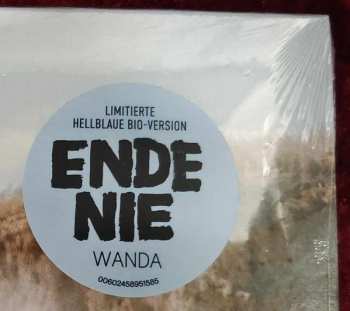 LIMITIERTE
HELLBLAUE BIO-VERSION
ENDE
NIE
WANDA
00602458951585